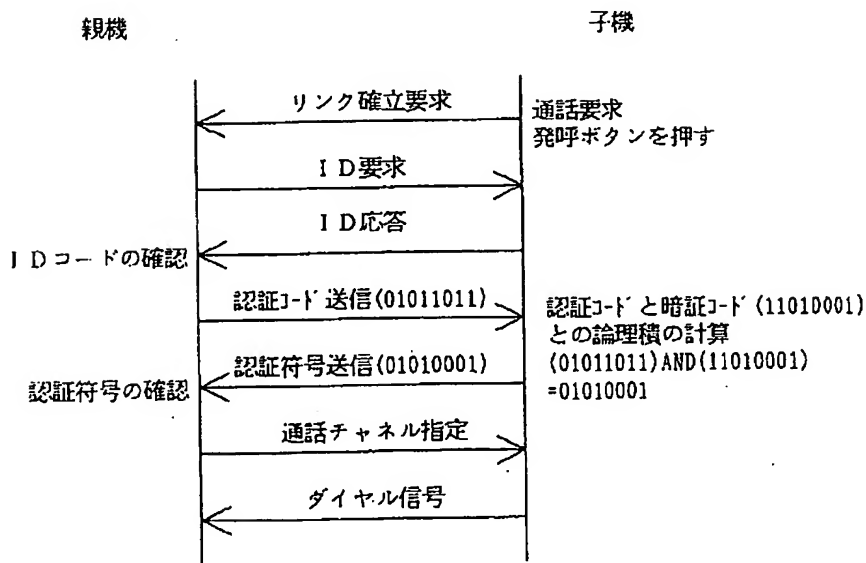 親機
子機
リンク確立要求
通話要求
発呼ボタンを押す
ID要求
ID応答
IDコードの確認
認証コード送信(01011011)
認証コードと暗証コード(11010001)
との論理積の計算
(01011011)AND(11010001)
=01010001
認証符号送信(01010001)
認証符号の確認
通話チャネル指定
ダイヤル信号